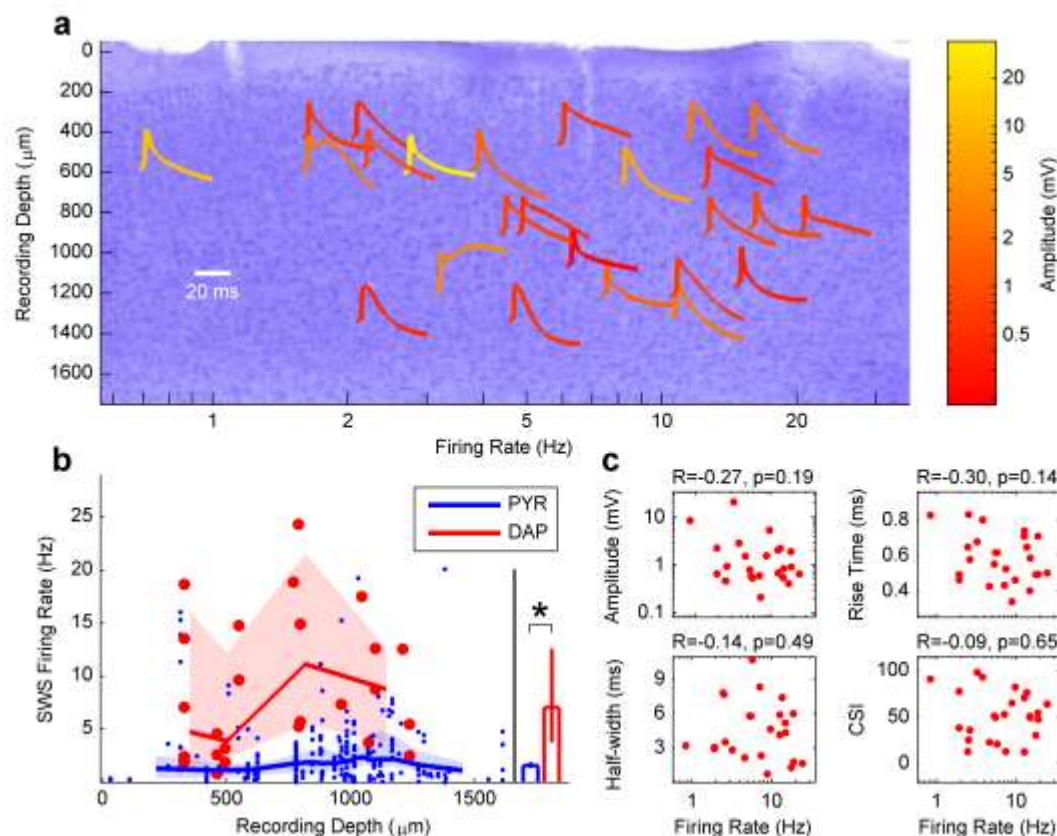 a
0
200
400
600
800
1000
1200
1400
1600
Recording Depth (μm)
20 ms
1
2
5
10
20
Firing Rate (Hz)
20
10
5
2
1
0.5
Amplitude (mV)
b
PYR
DAP
25
20
15
10
5
SWS Firing Rate (Hz)
*
0
500
1000
1500
Recording Depth (μm)
c
R=-0.27, p=0.19
10
1
0.1
Amplitude (mV)
R=-0.30, p=0.14
0.8
0.6
0.4
Rise Time (ms)
R=-0.14, p=0.49
9
6
3
Half-width (ms)
1
10
Firing Rate (Hz)
R=-0.09, p=0.65
100
50
0
CSI
1
10
Firing Rate (Hz)